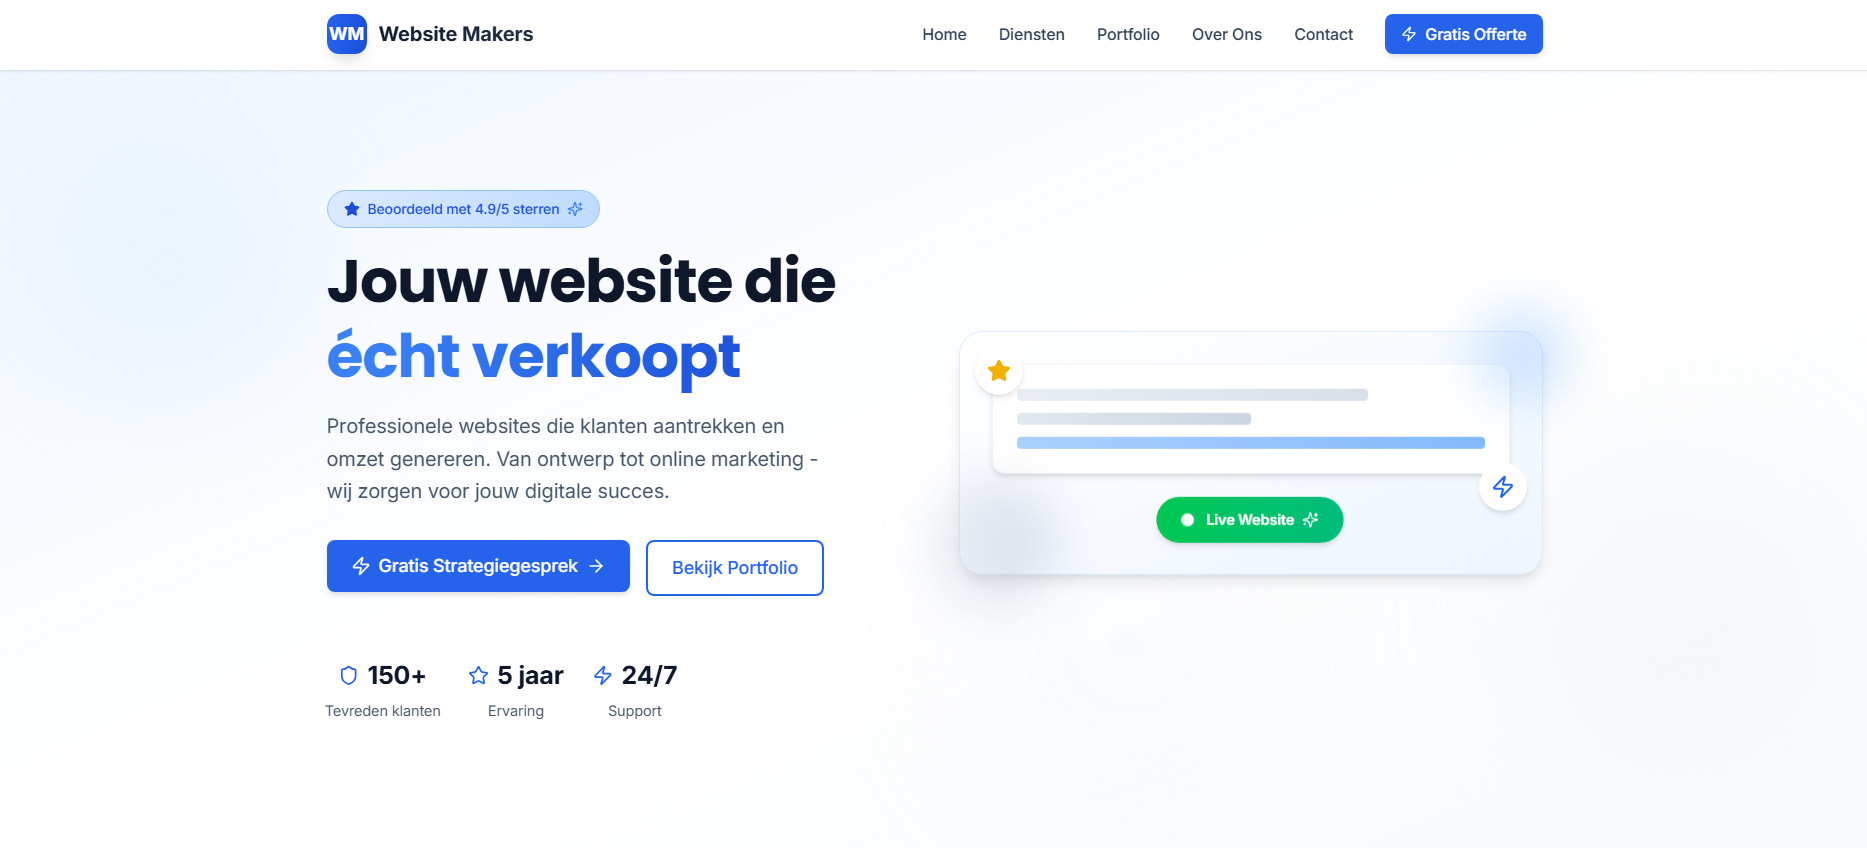 WM
Website Makers
Home
Diensten
Portfolio
Over Ons
Contact
Gratis Offerte
Beoordeeld met 4.9/5 sterren
Jouw website die
écht verkoopt
Professionele websites die klanten aantrekken en
omzet genereren. Van ontwerp tot online marketing -
wij zorgen voor jouw digitale succes.
Gratis Strategiegesprek
Bekijk Portfolio
150+
Tevreden klanten
5 jaar
Ervaring
24/7
Support
Live Website